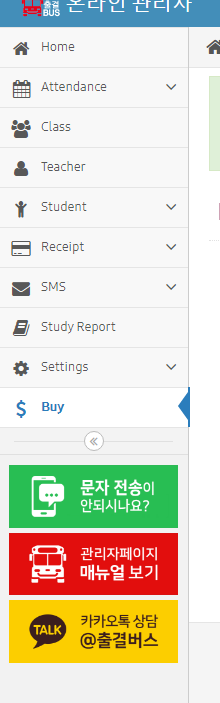 출결
BUS 온라인 관리자
Home
Attendance
Class
Teacher
Student
Receipt
SMS
Study Report
Settings
$ Buy
문자 전송이
안되시나요?
관리자페이지
매뉴얼 보기
TALK
카카오톡 상담
@출결버스